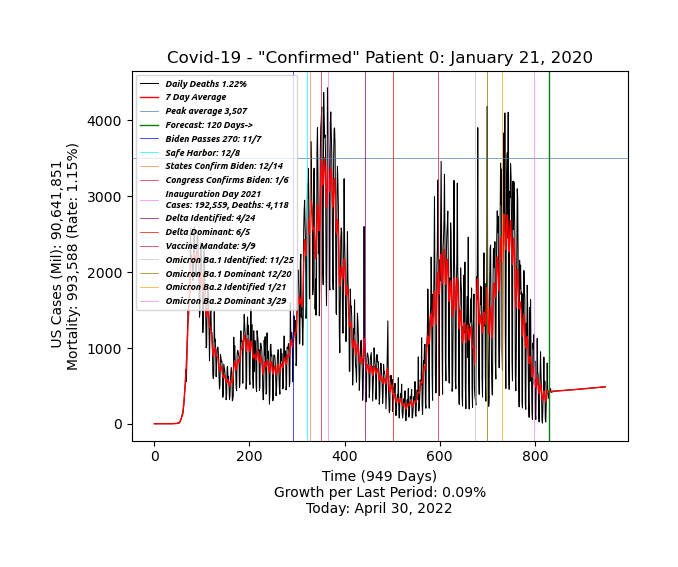 Covid-19 - "Confirmed" Patient 0: January 21, 2020
Daily Deaths 1.22%
7 Day Average
Peak average 3,507
Forecast: 120 Days->
Biden Passes 270: 11/7
Safe Harbor: 12/8
States Confirm Biden: 12/14
Congress Confirms Biden: 1/6
Inauguration Day 2021
Cases: 192,559, Deaths: 4,118
Delta Identified: 4/24
Delta Dominant: 6/5
Vaccine Mandate: 9/9
Omicron Ba.1 Identified: 11/25
Omicron Ba.1 Dominant 12/20
Omicron Ba.2 Identified 1/21
Omicron Ba.2 Dominant 3/29
US Cases (Mil): 90,641,851
Mortality: 993,588 (Rate: 1.15%)
4000
3000
2000
1000
0
0 200 400 600 800
Time (949 Days)
Growth per Last Period: 0.09%
Today: April 30, 2022